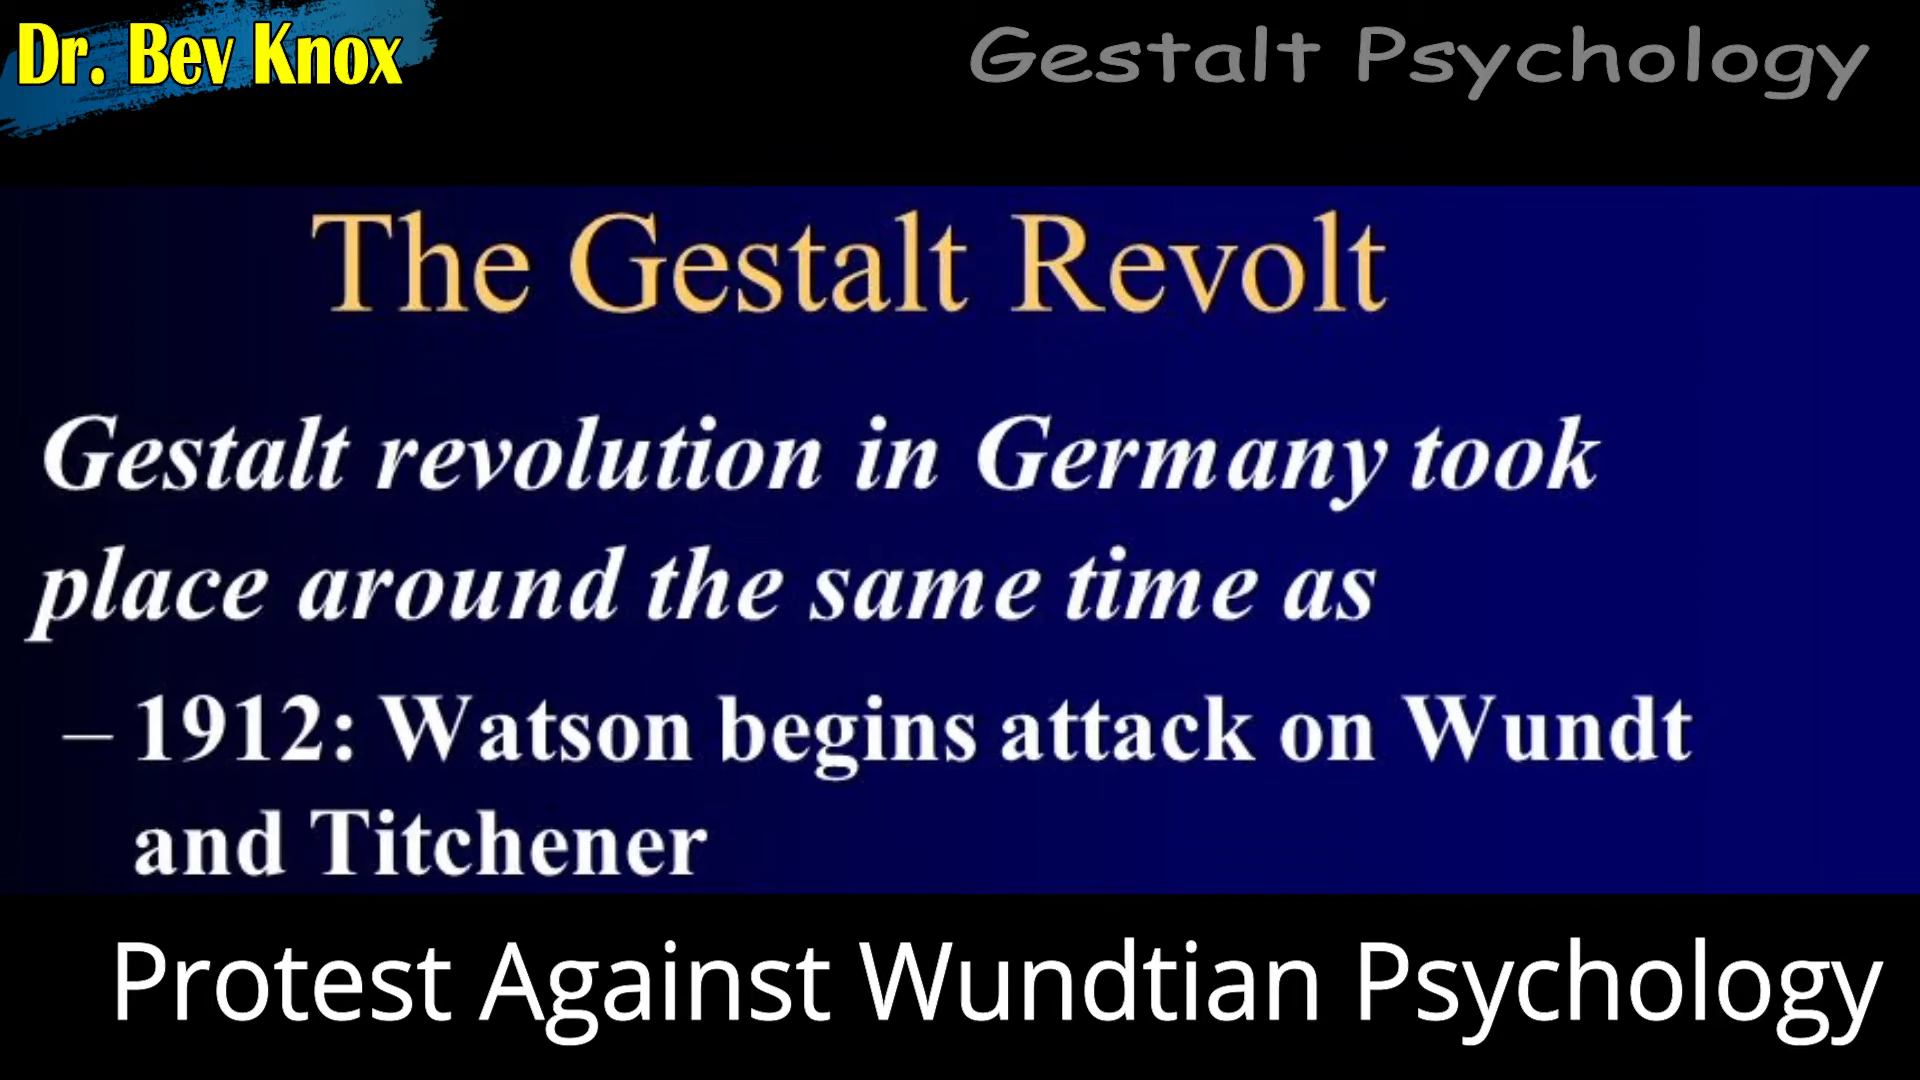 Dr. Bev Knox
Gestalt Psychology
The Gestalt Revolt
Gestalt revolution in Germany took
place around the same time as
– 1912: Watson begins attack on Wundt
and Titchener
Protest Against Wundtian Psychology